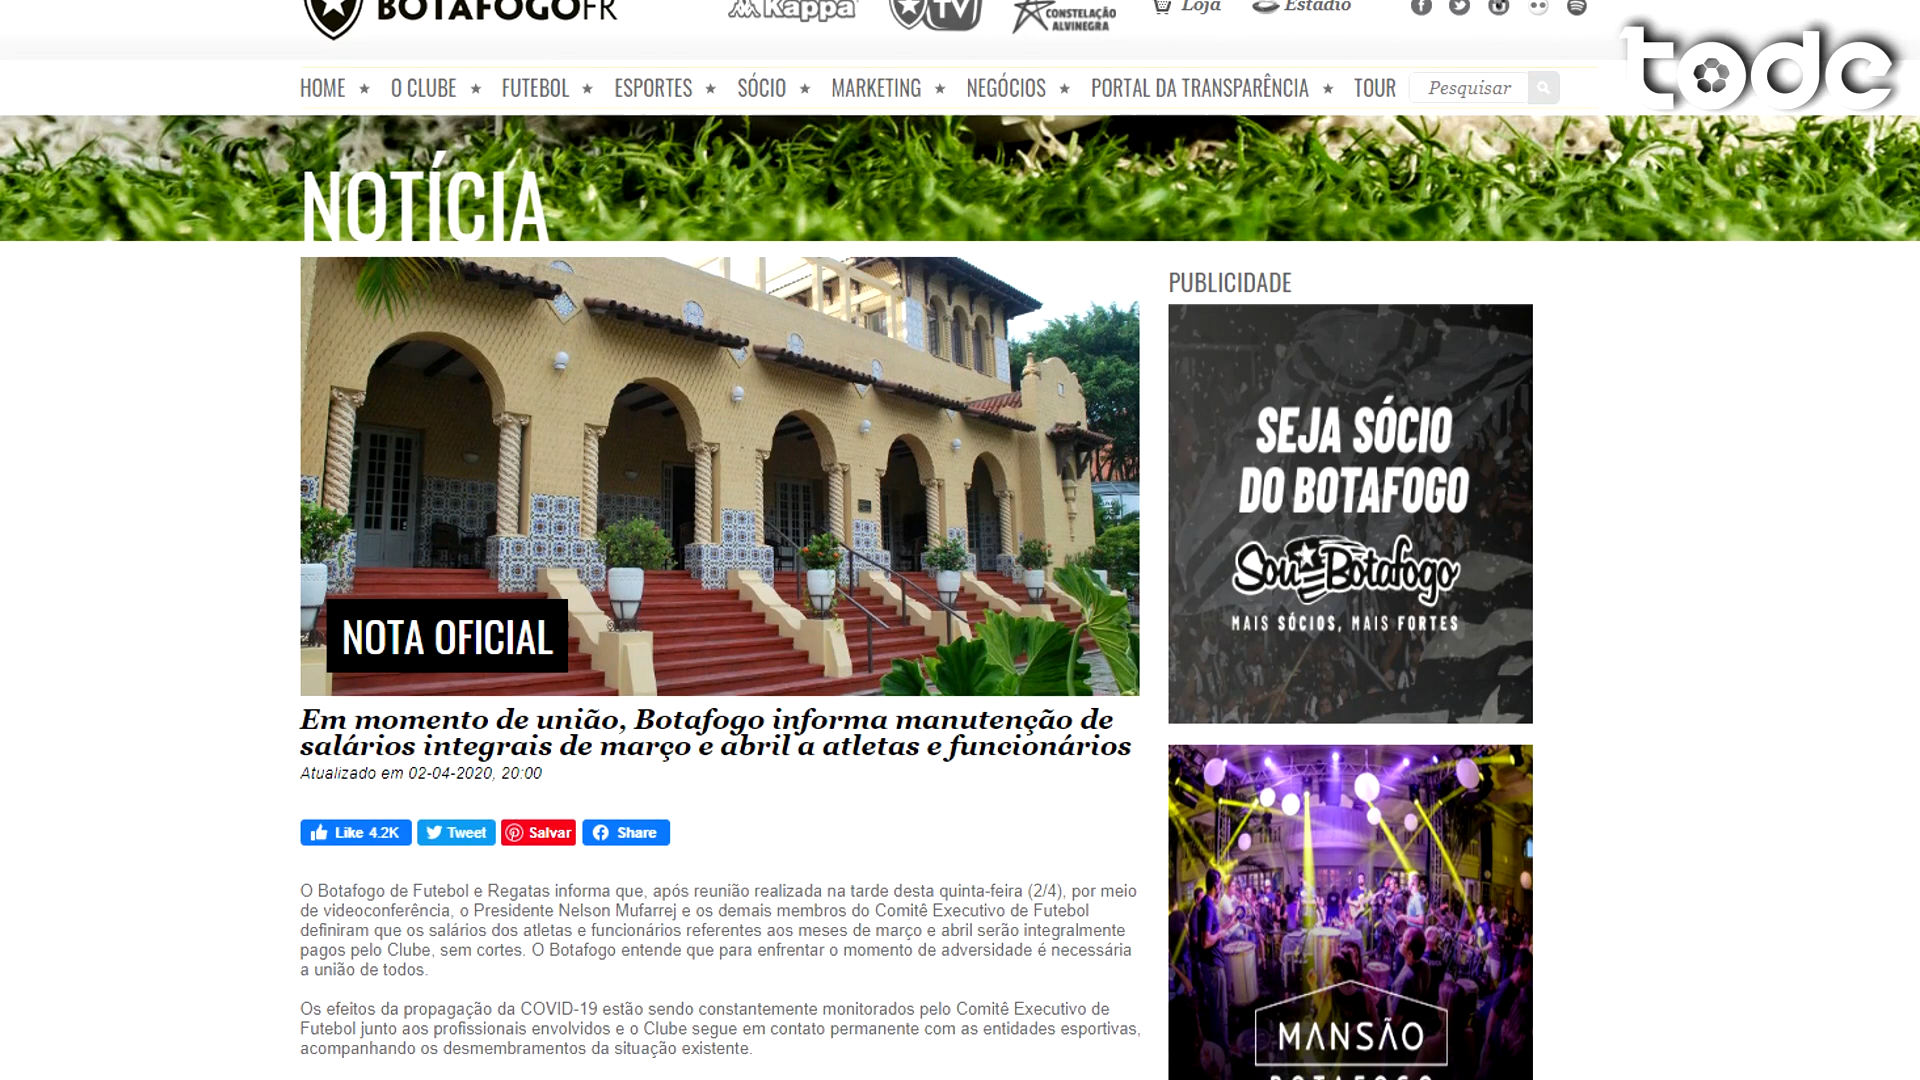 BOTAFOGOFR
Kappa
TV
CONSTELAÇÃO
ALVINEGRA
Loja
Estádio
todc
HOME ★ O CLUBE ★ FUTEBOL ★ ESPORTES ★ SÓCIO ★ MARKETING ★ NEGÓCIOS ★ PORTAL DA TRANSPARÊNCIA ★ TOUR
Pesquisar
NOTÍCIA
NOTA OFICIAL
Em momento de união, Botafogo informa manutenção de
salários integrais de março e abril a atletas e funcionários
Atualizado em 02-04-2020, 20:00
Like 4.2K
Tweet
Salvar
Share
O Botafogo de Futebol e Regatas informa que, após reunião realizada na tarde desta quinta-feira (2/4), por meio
de videoconferência, o Presidente Nelson Mufarrej e os demais membros do Comitê Executivo de Futebol
definiram que os salários dos atletas e funcionários referentes aos meses de março e abril serão integralmente
pagos pelo Clube, sem cortes. O Botafogo entende que para enfrentar o momento de adversidade é necessária
a união de todos.
Os efeitos da propagação da COVID-19 estão sendo constantemente monitorados pelo Comitê Executivo de
Futebol junto aos profissionais envolvidos e o Clube segue em contato permanente com as entidades esportivas,
acompanhando os desmembramentos da situação existente.
PUBLICIDADE
SEJA SÓCIO
DO BOTAFOGO
Sou Botafogo
MAIS SÓCIOS, MAIS FORTES
MANSÃO
BOTAFOGO